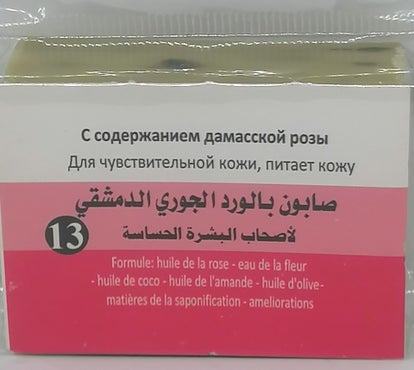 С содержанием дамасской розы
Для чувствительной кожи, питает кожу
صابون بالورد الجوري الدمشقي
لأصحاب البشرة الحساسة
13
Formule: huile de la rose - eau de la fleur
- huile de coco - huile de l'amande - huile d'olive-
matières de la saponification - ameliorations